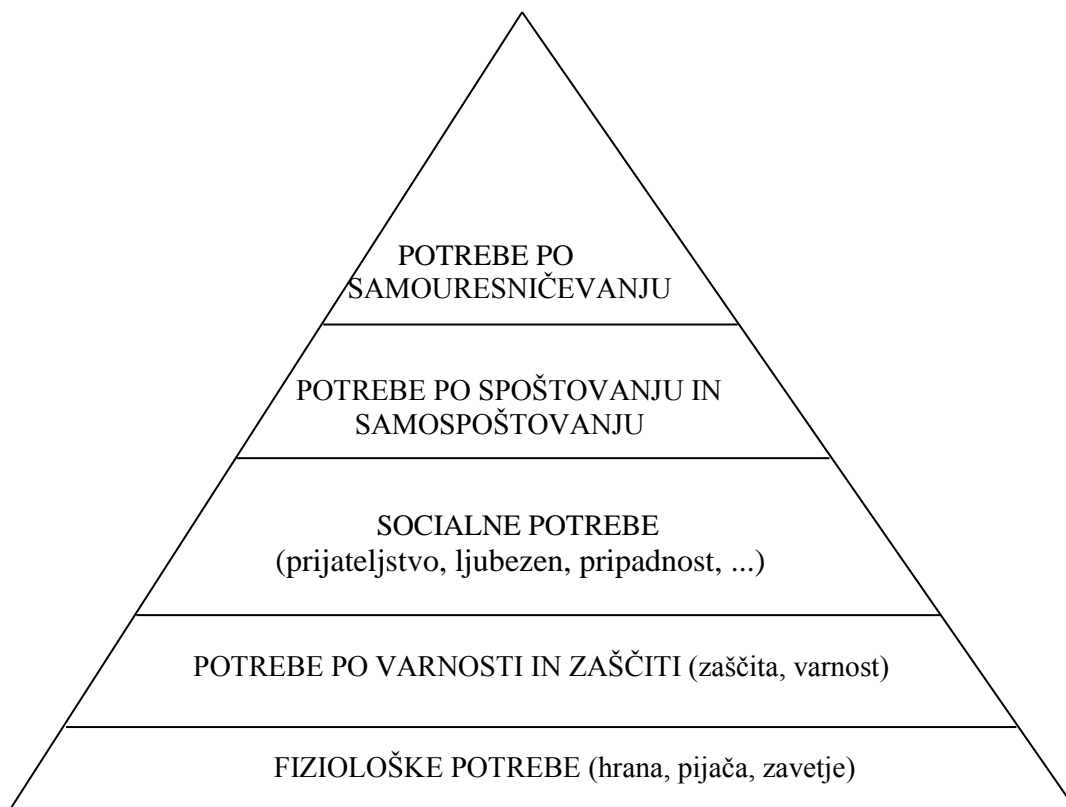 POTREBE PO
SAMOURESNIČEVANJU
POTREBE PO SPOŠTOVANJU IN
SAMOSPOŠTOVANJU
SOCIALNE POTREBE
(prijateljstvo, ljubezen, pripadnost, ...)
POTREBE PO VARNOSTI IN ZAŠČITI (zaščita, varnost)
FIZIOLOŠKE POTREBE (hrana, pijača, zavetje)